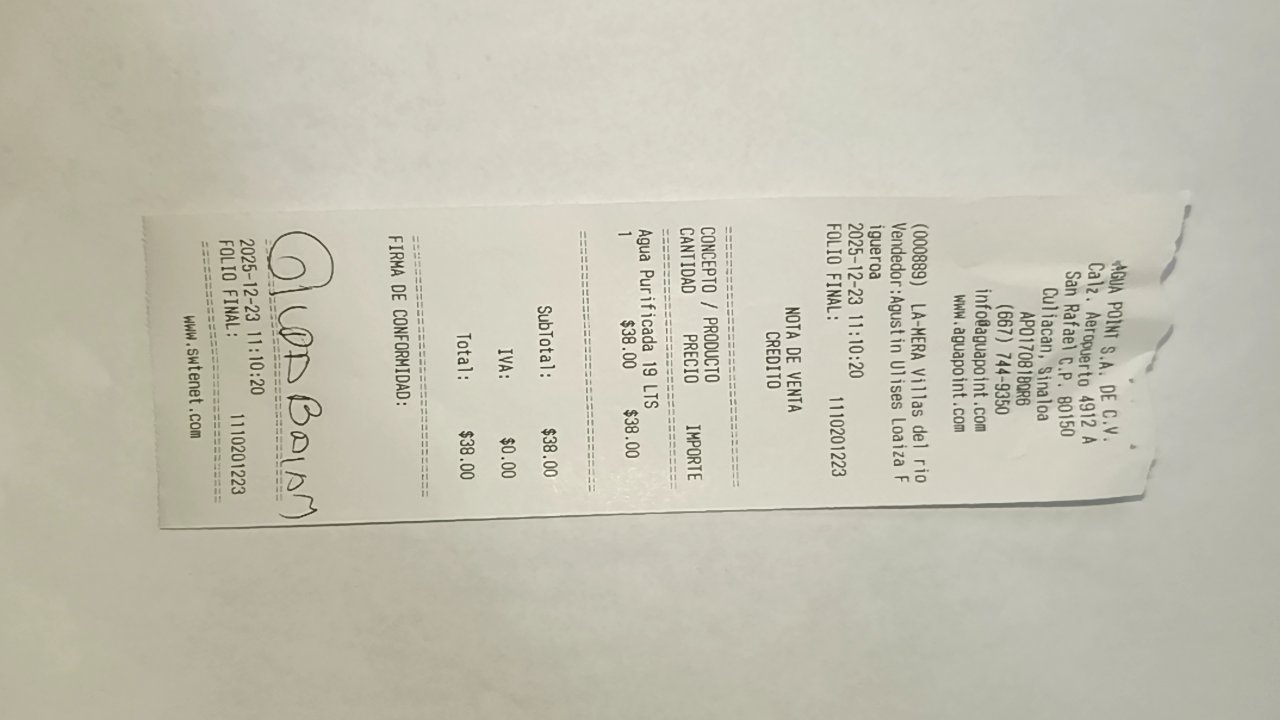 AGUA POINT S.A. DE C.V.
Calz. Aeropuerto 4912 A
San Rafael C.P. 80150
Culiacan, Sinaloa
APO170818QR6
(667) 744-9350
info@aguapoint.com
www.aguapoint.com
(000889) LA-MERA Villas del rio
Vendedor:Agustin Ulises Loaiza F
igueroa
2025-12-23 11:10:20
FOLIO FINAL: 1110201223
NOTA DE VENTA
CREDITO
CONCEPTO / PRODUCTO
CANTIDAD PRECIO IMPORTE
Agua Purificada 19 LTS
1 $38.00 $38.00
SubTotal: $38.00
IVA: $0.00
Total: $38.00
FIRMA DE CONFORMIDAD:
2025-12-23 11:10:20
FOLIO FINAL: 1110201223
www.swtenet.com